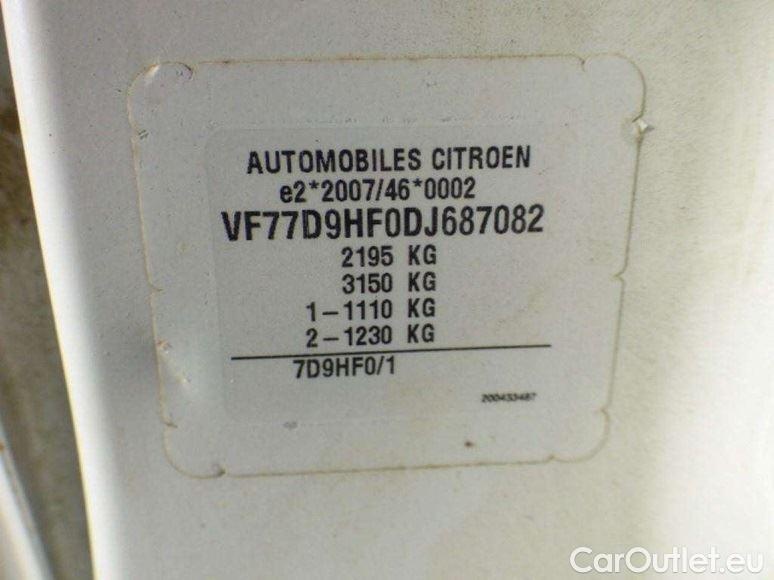 AUTOMOBILES CITROEN
e2*2007/46*0002
VF77D9HF0DJ687082
2195 KG
3150 KG
1-1110 KG
2-1230 KG
7D9HF0/1
200433487
CarOutlet.eu